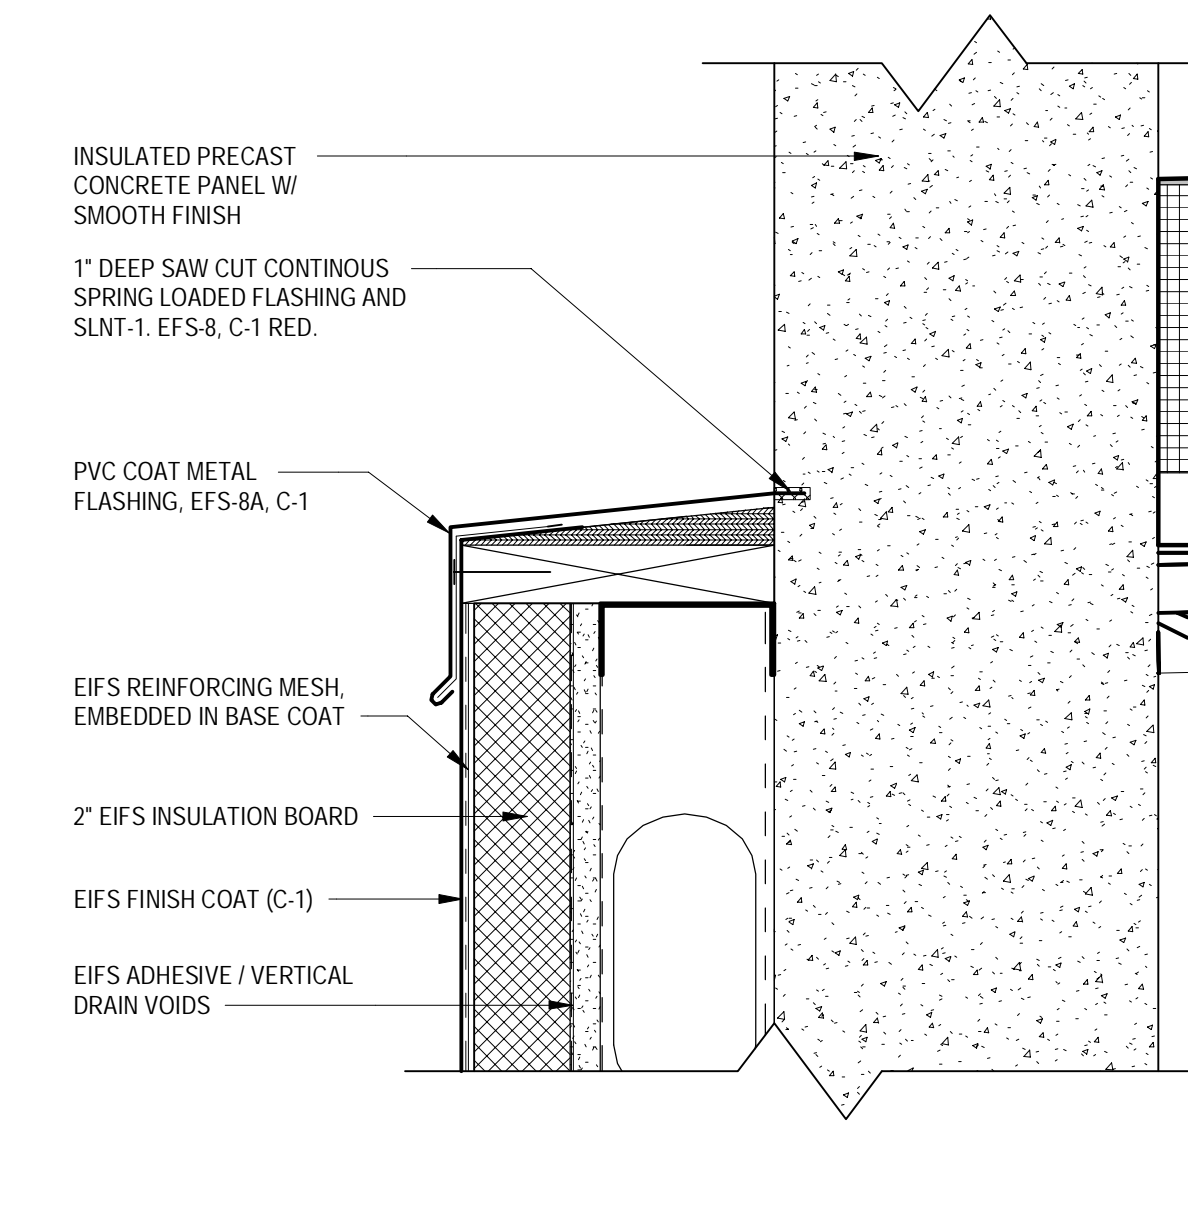 INSULATED PRECAST
CONCRETE PANEL W/
SMOOTH FINISH
1" DEEP SAW CUT CONTINOUS
SPRING LOADED FLASHING AND
SLNT-1. EFS-8, C-1 RED.
PVC COAT METAL
FLASHING, EFS-8A, C-1
EIFS REINFORCING MESH,
EMBEDDED IN BASE COAT
2" EIFS INSULATION BOARD
EIFS FINISH COAT (C-1)
EIFS ADHESIVE / VERTICAL
DRAIN VOIDS